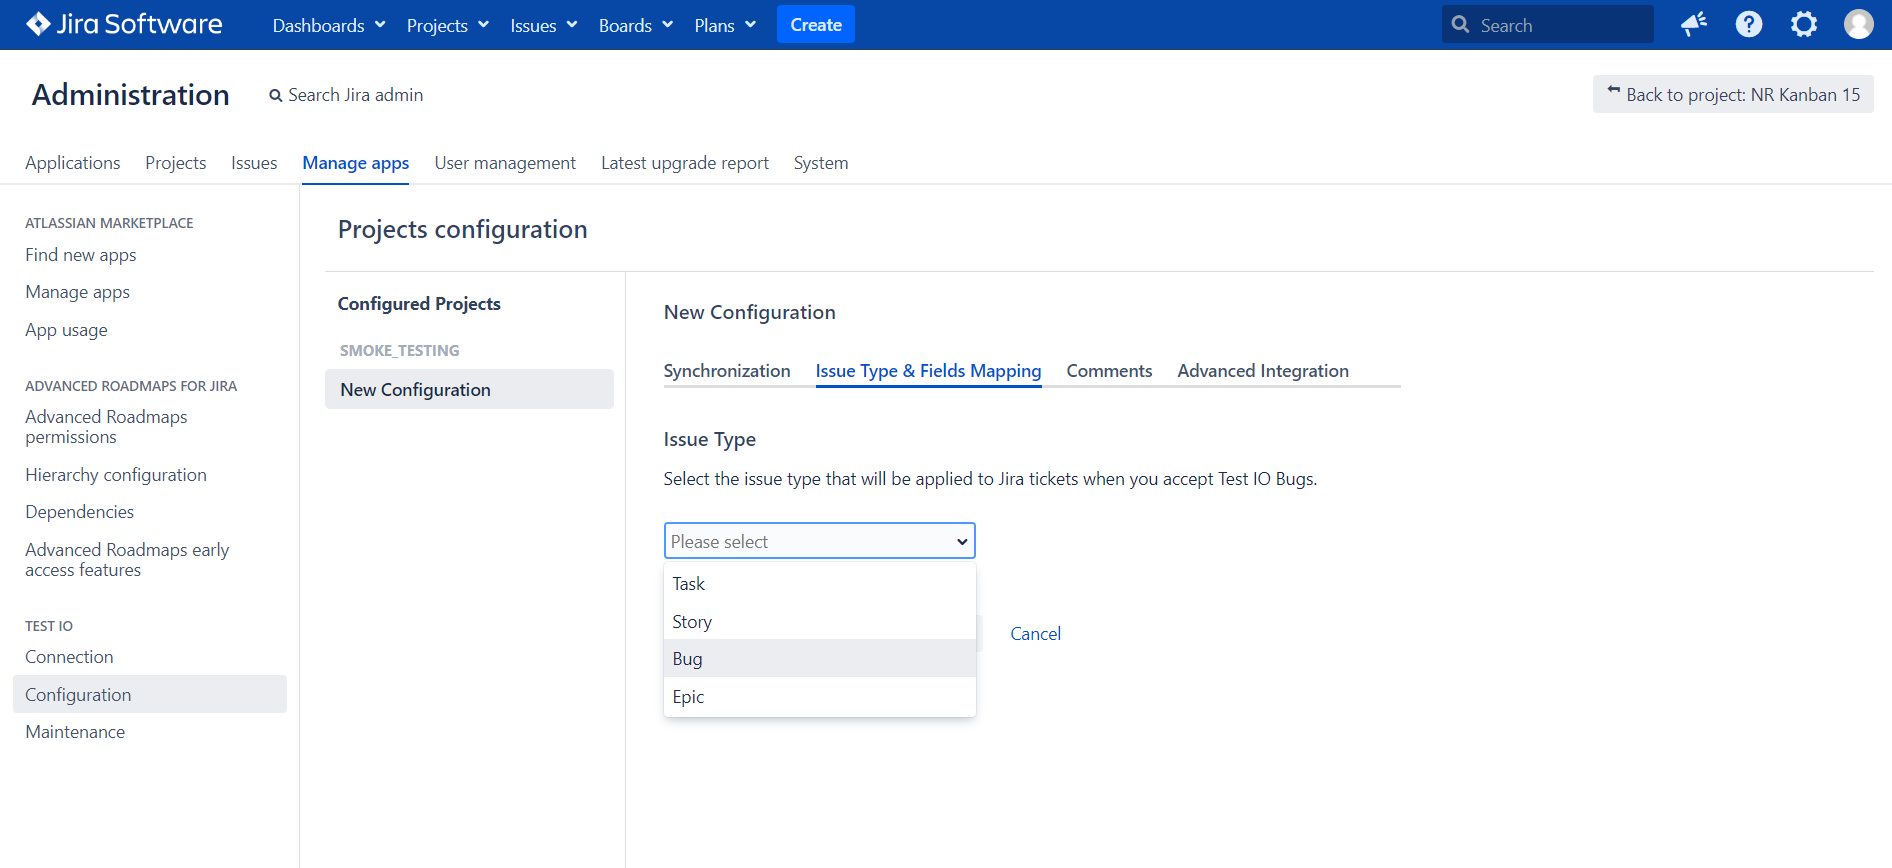 Jira Software
Dashboards Projects Issues Boards Plans Create
Search
Administration
Search Jira admin
Back to project: NR Kanban 15
Applications Projects Issues Manage apps User management Latest upgrade report System
ATLASSIAN MARKETPLACE
Find new apps
Manage apps
App usage
ADVANCED ROADMAPS FOR JIRA
Advanced Roadmaps
permissions
Hierarchy configuration
Dependencies
Advanced Roadmaps early
access features
TEST IO
Connection
Configuration
Maintenance
Projects configuration
Configured Projects
SMOKE_TESTING
New Configuration
New Configuration
Synchronization Issue Type & Fields Mapping Comments Advanced Integration
Issue Type
Select the issue type that will be applied to Jira tickets when you accept Test IO Bugs.
Please select
Task
Story
Bug
Epic
Cancel